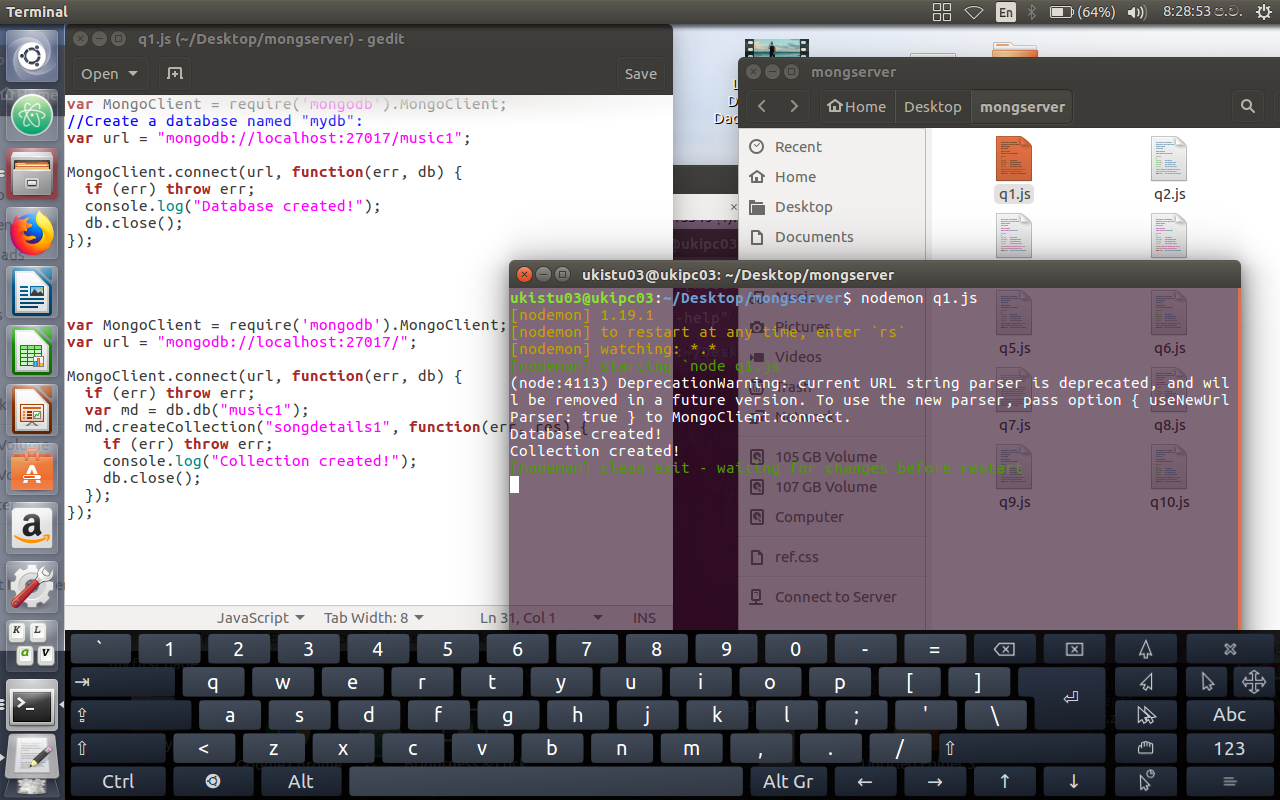 Terminal
En
(64%)
8:28:53 ප.ව.
q1.js (~/Desktop/mongserver) - gedit
Open
Save
var MongoClient = require('mongodb').MongoClient;
//Create a database named "mydb":
var url = "mongodb://localhost:27017/music1";
MongoClient.connect(url, function(err, db) {
if (err) throw err;
console.log("Database created!");
db.close();
});
var MongoClient = require('mongodb').MongoClient;
var url = "mongodb://localhost:27017/";
MongoClient.connect(url, function(err, db) {
if (err) throw err;
var md = db.db("music1");
md.createCollection("songdetails1", function(err, res) {
if (err) throw err;
console.log("Collection created!");
db.close();
});
});
JavaScript
Tab Width: 8
Ln 31, Col 1
INS
mongserver
Home
Desktop
mongserver
Recent
Home
Desktop
Documents
Pictures
Videos
105 GB Volume
107 GB Volume
Computer
ref.css
Connect to Server
q1.js
q2.js
q5.js
q6.js
q7.js
q8.js
q9.js
q10.js
ukistu03@ukipc03: ~/Desktop/mongserver
ukistu03@ukipc03:~/Desktop/mongserver$ nodemon q1.js
[nodemon] 1.19.1
[nodemon] to restart at any time, enter `rs`
[nodemon] watching: *.*
[nodemon] starting `node q1.js`
(node:4113) DeprecationWarning: current URL string parser is deprecated, and wil
l be removed in a future version. To use the new parser, pass option { useNewUrl
Parser: true } to MongoClient.connect.
Database created!
Collection created!
[nodemon] clean exit - waiting for changes before restart
` 1 2 3 4 5 6 7 8 9 0 - =
q w e r t y u i o p [ ]
a s d f g h j k l ; ' \
Abc
< z x c v b n m , . /
123
Ctrl
Alt
Alt Gr
← → ↑ ↓